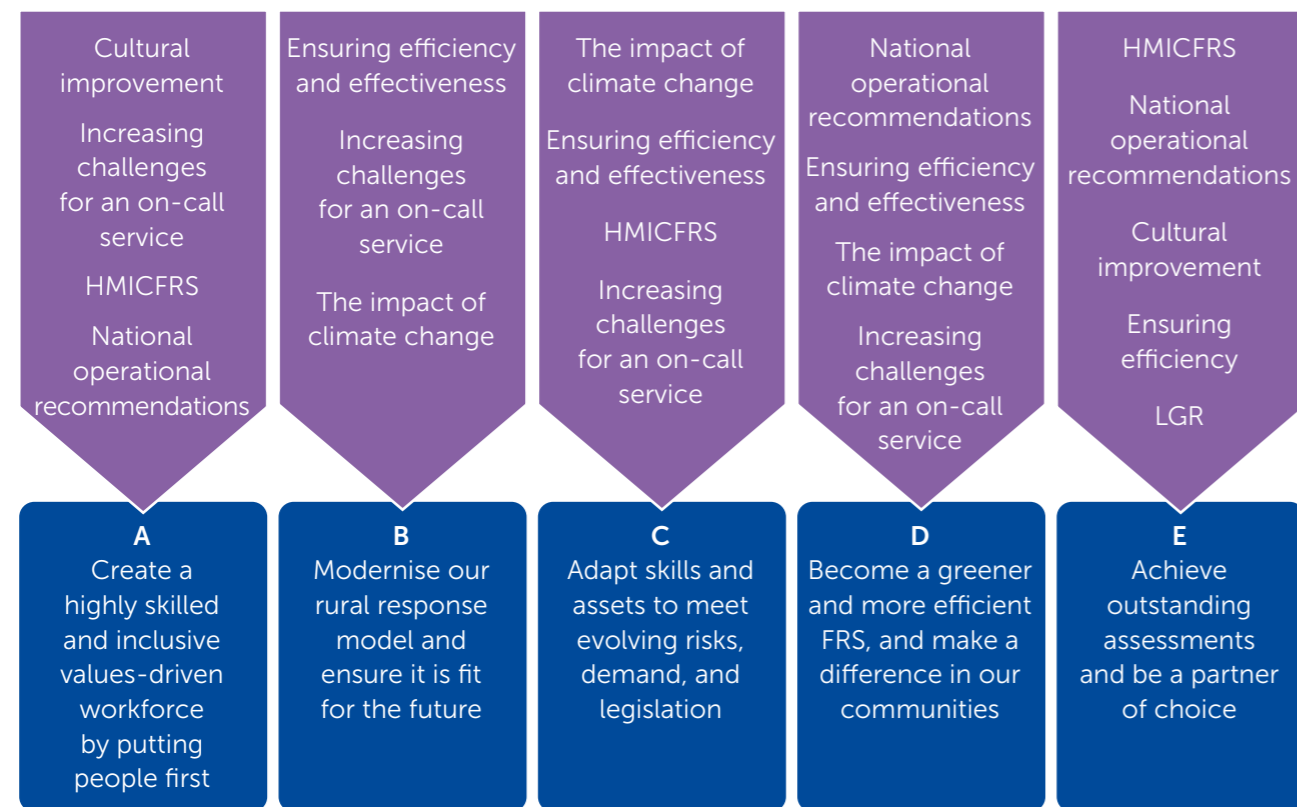 Cultural
improvement
Increasing
challenges
for an on-call
service
HMICFRS
National
operational
recommendations
A
Create a
highly skilled
and inclusive
values-driven
workforce
by putting
people first
Ensuring efficiency
and effectiveness
Increasing
challenges
for an on-call
service
The impact of
climate change
B
Modernise our
rural response
model and
ensure it is fit
for the future
The impact of
climate change
Ensuring efficiency
and effectiveness
HMICFRS
Increasing
challenges
for an on-call
service
C
Adapt skills and
assets to meet
evolving risks,
demand, and
legislation
National
operational
recommendations
Ensuring efficiency
and effectiveness
The impact of
climate change
Increasing
challenges
for an on-call
service
D
Become a greener
and more efficient
FRS, and make a
difference in our
communities
HMICFRS
National
operational
recommendations
Cultural
improvement
Ensuring
efficiency
LGR
E
Achieve
outstanding
assessments
and be a partner
of choice